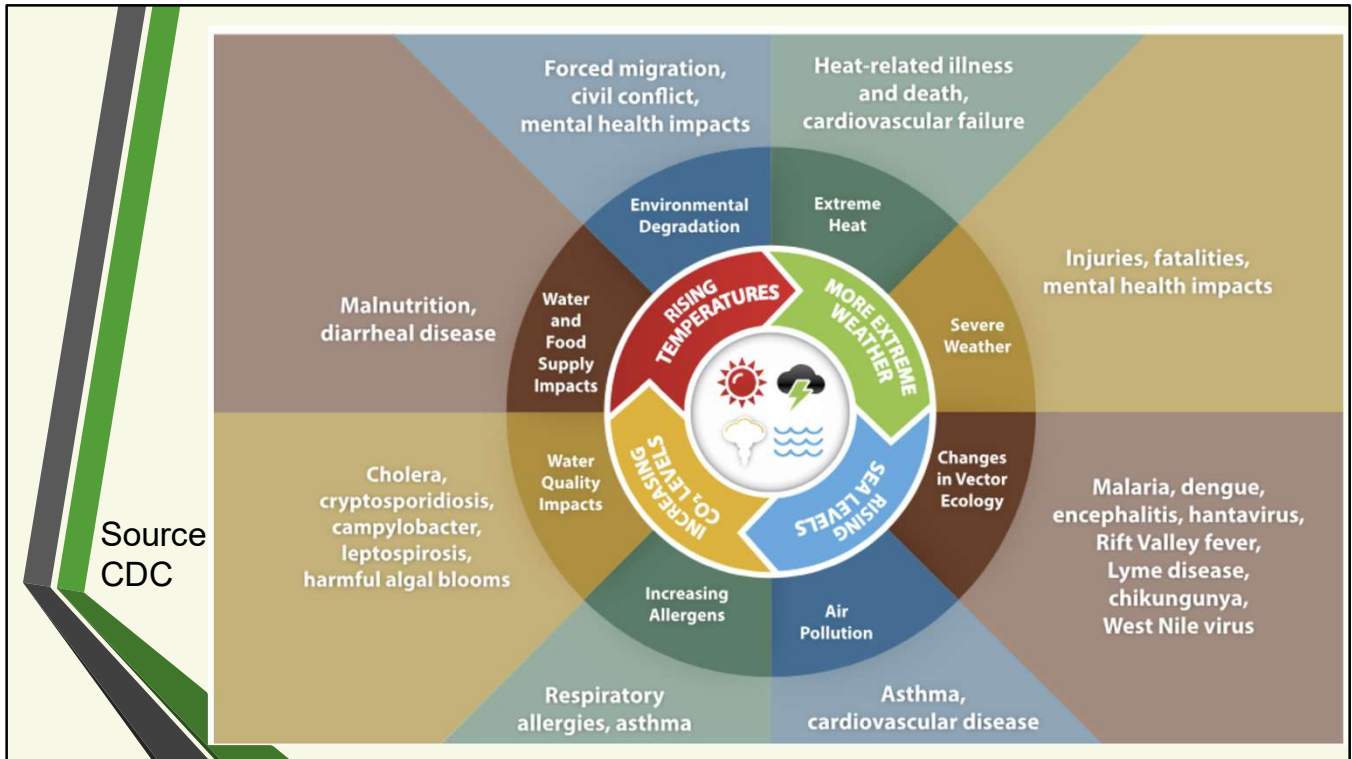 Forced migration,
civil conflict,
mental health impacts
Heat-related illness
and death,
cardiovascular failure
Environmental
Degradation
Extreme
Heat
Injuries, fatalities,
mental health impacts
Severe
Weather
Malnutrition,
diarrheal disease
Water
and
Food
Supply
Impacts
RISING
TEMPERATURES
MORE EXTREME
WEATHER
RISING
SEA LEVELS
INCREASING
CO₂ LEVELS
Changes
in Vector
Ecology
Malaria, dengue,
encephalitis, hantavirus,
Rift Valley fever,
Lyme disease,
chikungunya,
West Nile virus
Water
Quality
Impacts
Cholera,
cryptosporidiosis,
campylobacter,
leptospirosis,
harmful algal blooms
Source
CDC
Increasing
Allergens
Air
Pollution
Respiratory
allergies, asthma
Asthma,
cardiovascular disease